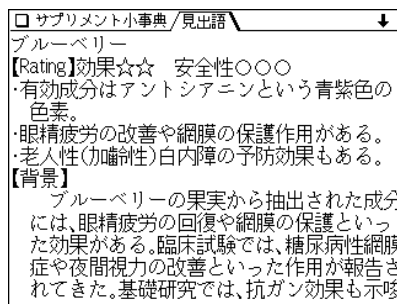 サプリメント小事典/見出語
ブルーベリー
【Rating】効果☆☆　安全性○○○
・有効成分はアントシアニンという青紫色の
色素。
・眼精疲労の改善や網膜の保護作用がある。
・老人性(加齢性)白内障の予防効果もある。
【背景】
ブルーベリーの果実から抽出された成分
には、眼精疲労の回復や網膜の保護といっ
た効果がある。臨床試験では、糖尿病性網膜
症や夜間視力の改善といった作用が報告さ
れてきた。基礎研究では、抗ガン効果も示唆